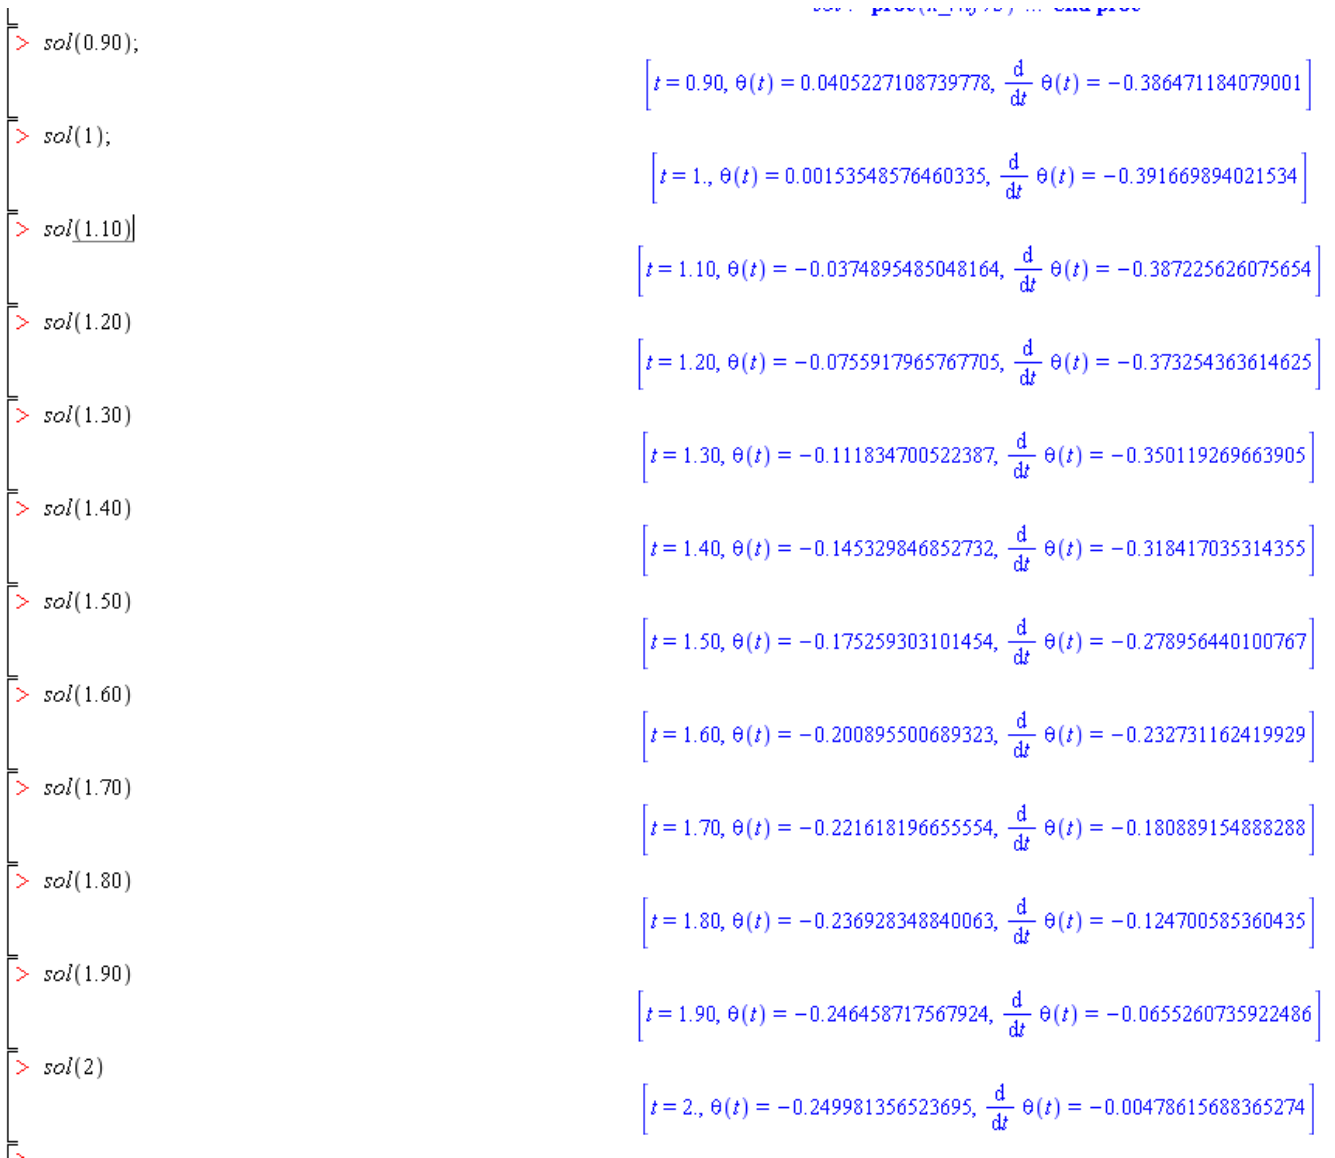 > sol(0.90);
[t = 0.90, θ(t) = 0.0405227108739778, d/dt θ(t) = −0.386471184079001]
> sol(1);
[t = 1., θ(t) = 0.00153548576460335, d/dt θ(t) = −0.391669894021534]
> sol(1.10)
[t = 1.10, θ(t) = −0.0374895485048164, d/dt θ(t) = −0.387225626075654]
> sol(1.20)
[t = 1.20, θ(t) = −0.0755917965767705, d/dt θ(t) = −0.373254363614625]
> sol(1.30)
[t = 1.30, θ(t) = −0.111834700522387, d/dt θ(t) = −0.350119269663905]
> sol(1.40)
[t = 1.40, θ(t) = −0.145329846852732, d/dt θ(t) = −0.318417035314355]
> sol(1.50)
[t = 1.50, θ(t) = −0.175259303101454, d/dt θ(t) = −0.278956440100767]
> sol(1.60)
[t = 1.60, θ(t) = −0.200895500689323, d/dt θ(t) = −0.232731162419929]
> sol(1.70)
[t = 1.70, θ(t) = −0.221618196655554, d/dt θ(t) = −0.180889154888288]
> sol(1.80)
[t = 1.80, θ(t) = −0.236928348840063, d/dt θ(t) = −0.124700585360435]
> sol(1.90)
[t = 1.90, θ(t) = −0.246458717567924, d/dt θ(t) = −0.0655260735922486]
> sol(2)
[t = 2., θ(t) = −0.249981356523695, d/dt θ(t) = −0.00478615688365274]